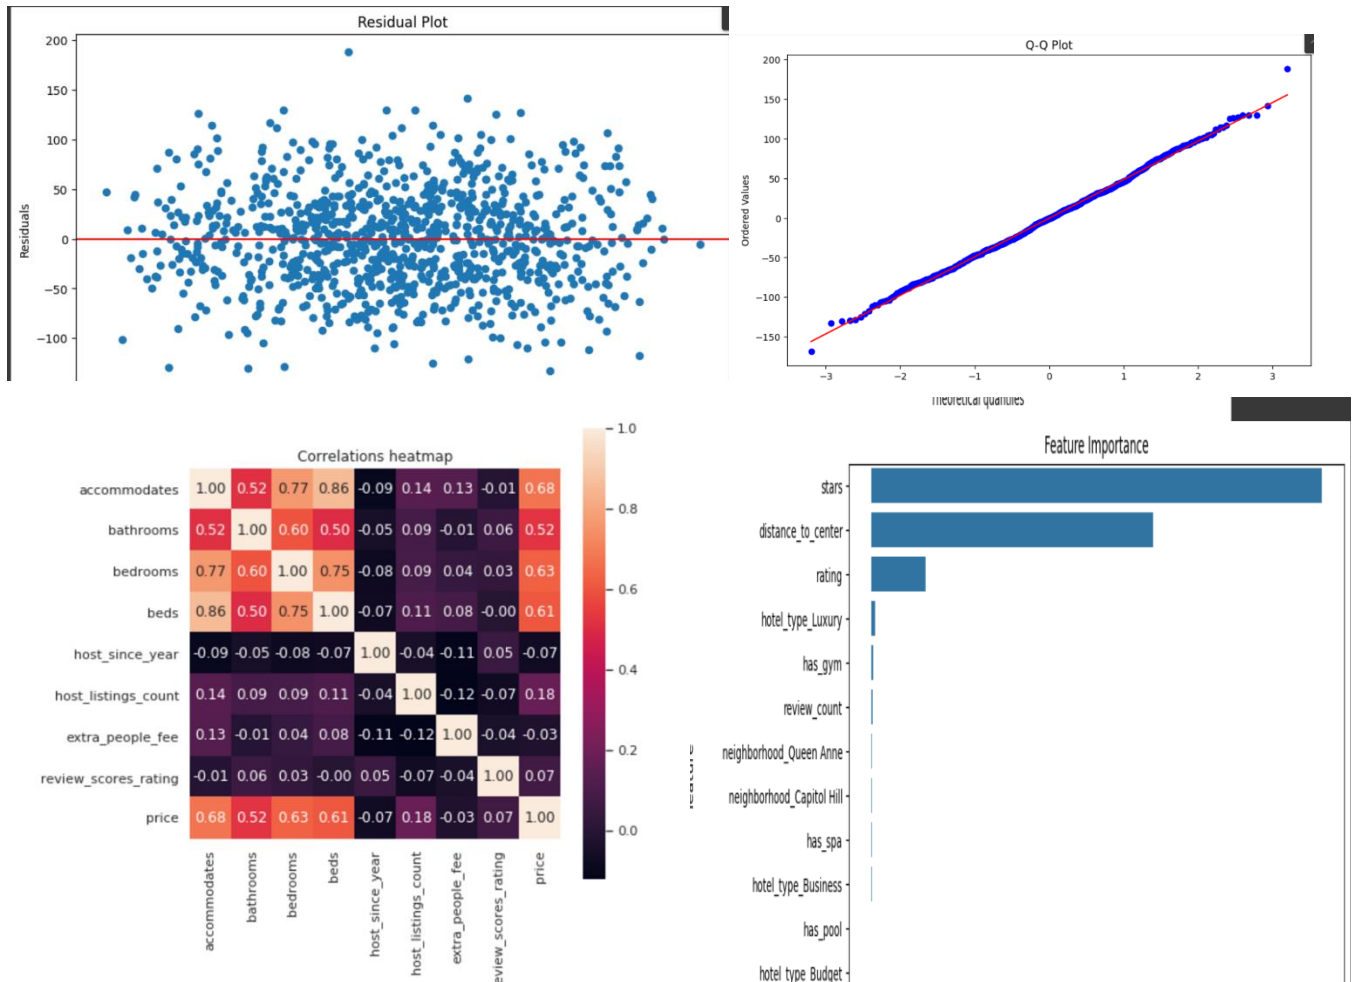 Residual Plot
200
150
100
50
0
−50
−100
Residuals
Q-Q Plot
200
150
100
50
0
−50
−100
−150
Ordered Values
−3 −2 −1 0 1 2 3
Theoretical quantiles
Correlations heatmap
accommodates 1.00 0.52 0.77 0.86 -0.09 0.14 0.13 -0.01 0.68
bathrooms 0.52 1.00 0.60 0.50 -0.05 0.09 -0.01 0.06 0.52
bedrooms 0.77 0.60 1.00 0.75 -0.08 0.09 0.04 0.03 0.63
beds 0.86 0.50 0.75 1.00 -0.07 0.11 0.08 -0.00 0.61
host_since_year -0.09 -0.05 -0.08 -0.07 1.00 -0.04 -0.11 0.05 -0.07
host_listings_count 0.14 0.09 0.09 0.11 -0.04 1.00 -0.12 -0.07 0.18
extra_people_fee 0.13 -0.01 0.04 0.08 -0.11 -0.12 1.00 -0.04 -0.03
review_scores_rating -0.01 0.06 0.03 -0.00 0.05 -0.07 -0.04 1.00 0.07
price 0.68 0.52 0.63 0.61 -0.07 0.18 -0.03 0.07 1.00
accommodates
bathrooms
bedrooms
beds
host_since_year
host_listings_count
extra_people_fee
eview_scores_rating
price
1.0
0.8
0.6
0.4
0.2
0.0
Feature Importance
stars
distance_to_center
rating
hotel_type_Luxury
has_gym
review_count
neighborhood_Queen Anne
neighborhood_Capitol Hill
has_spa
hotel_type_Business
has_pool
hotel_type_Budget